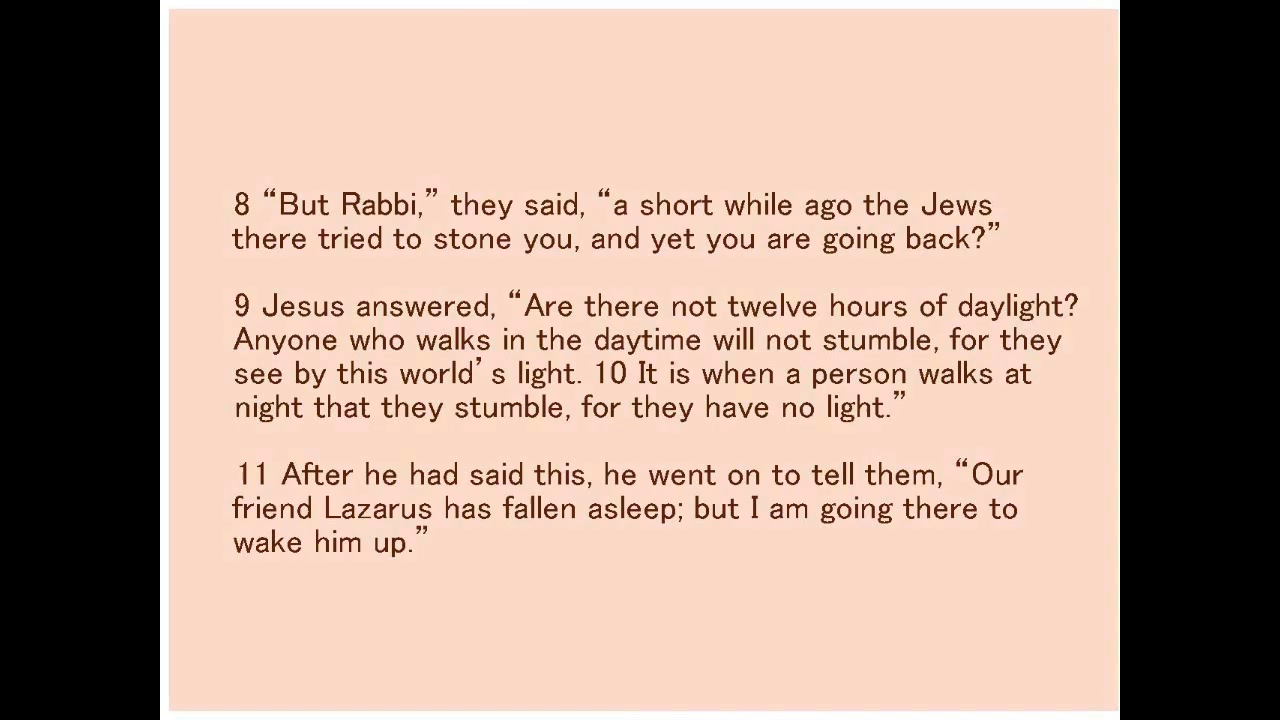 8 “But Rabbi,” they said, “a short while ago the Jews
there tried to stone you, and yet you are going back?”
9 Jesus answered, “Are there not twelve hours of daylight?
Anyone who walks in the daytime will not stumble, for they
see by this world’s light. 10 It is when a person walks at
night that they stumble, for they have no light.”
11 After he had said this, he went on to tell them, “Our
friend Lazarus has fallen asleep; but I am going there to
wake him up.”